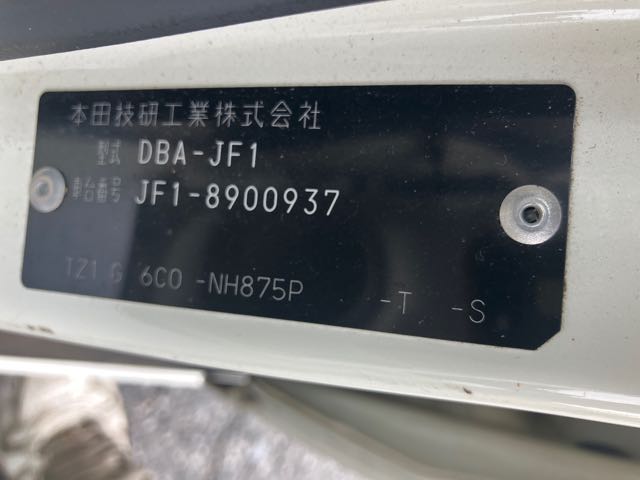 本田技研工業株式会社
型式 DBA-JF1
車台番号 JF1-8900937
TZ1 G 6C0 -NH875P -T -S